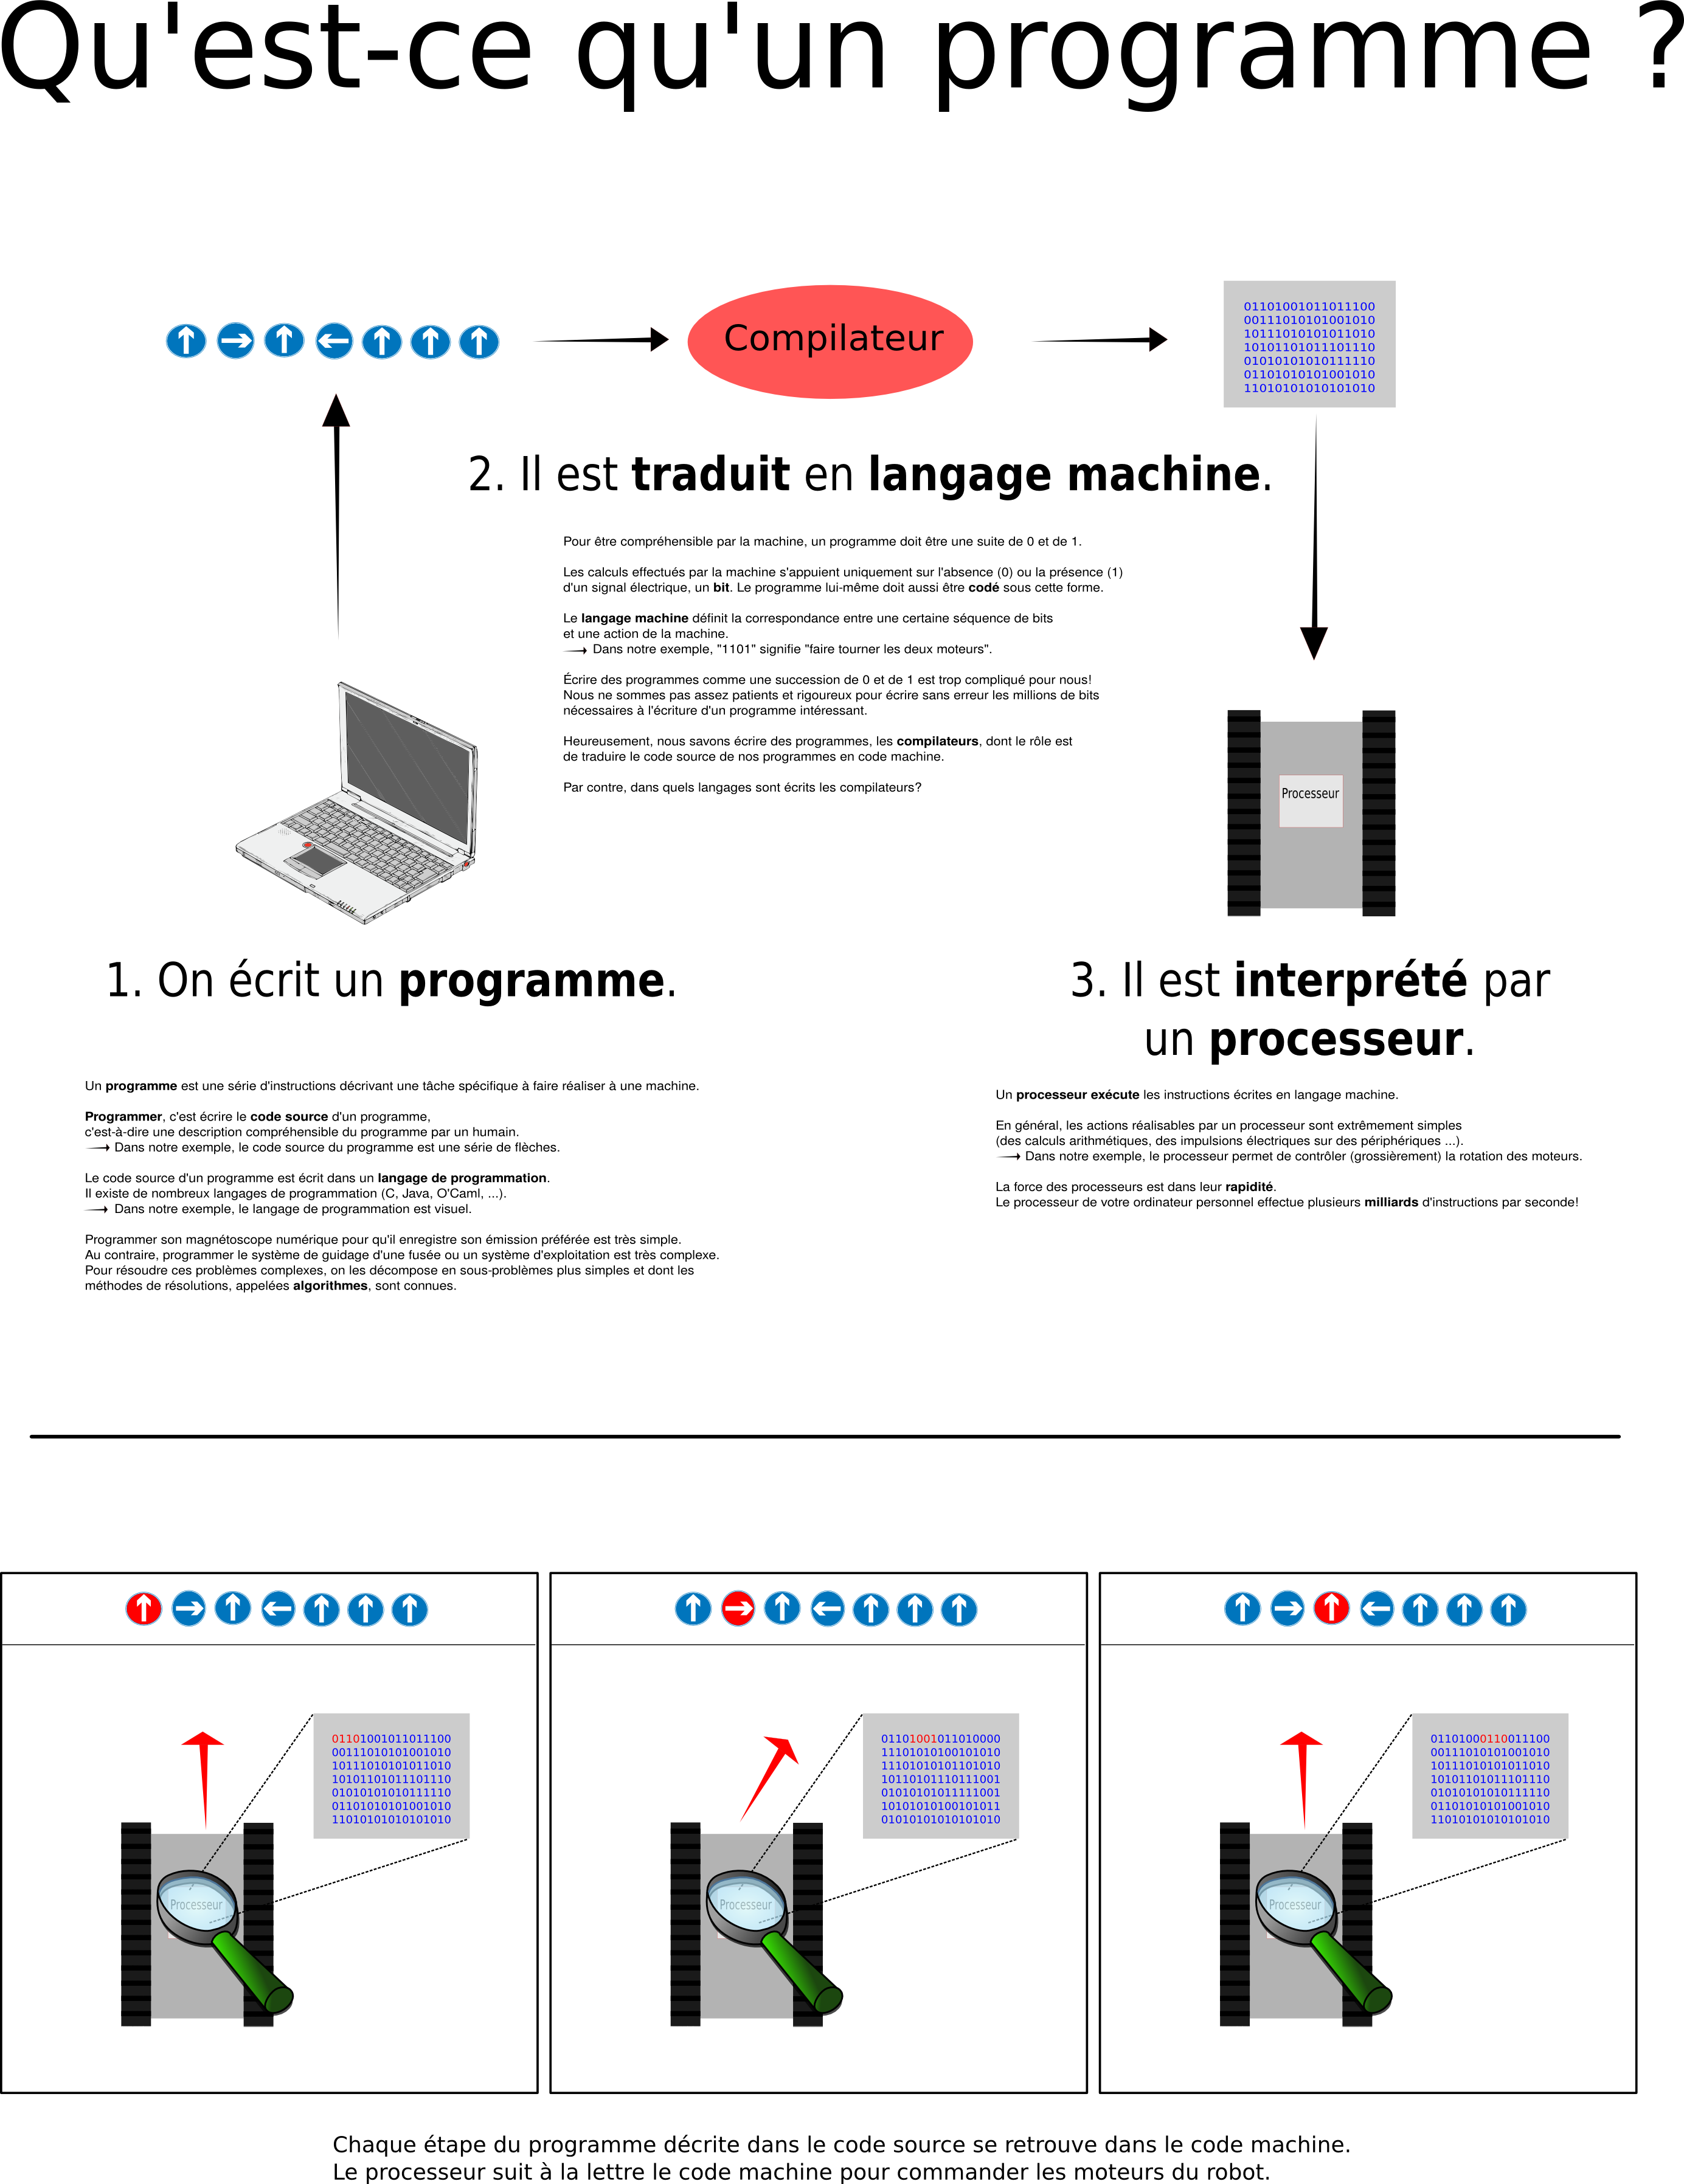 Qu'est-ce qu'un programme ?
Compilateur
01101001011011100
00111010101001010
10111010101011010
10101101011101110
01010101010111110
01101010101001010
11010101010101010
2. Il est traduit en langage machine.
Pour être compréhensible par la machine, un programme doit être une suite de 0 et de 1.
Les calculs effectués par la machine s'appuient uniquement sur l'absence (0) ou la présence (1)
d'un signal électrique, un bit. Le programme lui-même doit aussi être codé sous cette forme.
Le langage machine définit la correspondance entre une certaine séquence de bits
et une action de la machine.
Dans notre exemple, "1101" signifie "faire tourner les deux moteurs".
Écrire des programmes comme une succession de 0 et de 1 est trop compliqué pour nous!
Nous ne sommes pas assez patients et rigoureux pour écrire sans erreur les millions de bits
nécessaires à l'écriture d'un programme intéressant.
Heureusement, nous savons écrire des programmes, les compilateurs, dont le rôle est
de traduire le code source de nos programmes en code machine.
Par contre, dans quels langages sont écrits les compilateurs?
Processeur
1. On écrit un programme.
Un programme est une série d'instructions décrivant une tâche spécifique à faire réaliser à une machine.
Programmer, c'est écrire le code source d'un programme,
c'est-à-dire une description compréhensible du programme par un humain.
Dans notre exemple, le code source du programme est une série de flèches.
Le code source d'un programme est écrit dans un langage de programmation.
Il existe de nombreux langages de programmation (C, Java, O'Caml, ...).
Dans notre exemple, le langage de programmation est visuel.
Programmer son magnétoscope numérique pour qu'il enregistre son émission préférée est très simple.
Au contraire, programmer le système de guidage d'une fusée ou un système d'exploitation est très complexe.
Pour résoudre ces problèmes complexes, on les décompose en sous-problèmes plus simples et dont les
méthodes de résolutions, appelées algorithmes, sont connues.
3. Il est interprété par
un processeur.
Un processeur exécute les instructions écrites en langage machine.
En général, les actions réalisables par un processeur sont extrêmement simples
(des calculs arithmétiques, des impulsions électriques sur des périphériques ...).
Dans notre exemple, le processeur permet de contrôler (grossièrement) la rotation des moteurs.
La force des processeurs est dans leur rapidité.
Le processeur de votre ordinateur personnel effectue plusieurs milliards d'instructions par seconde!
01101001011011100
00111010101001010
10111010101011010
10101101011101110
01010101010111110
01101010101001010
11010101010101010
Processeur
01101001011010000
11101010100101010
11101010101101010
10110101110111001
01010101011111001
10101010100101011
01010101010101010
Processeur
01101000110011100
00111010101001010
10111010101011010
10101101011101110
01010101010111110
01101010101001010
11010101010101010
Processeur
Chaque étape du programme décrite dans le code source se retrouve dans le code machine.
Le processeur suit à la lettre le code machine pour commander les moteurs du robot.